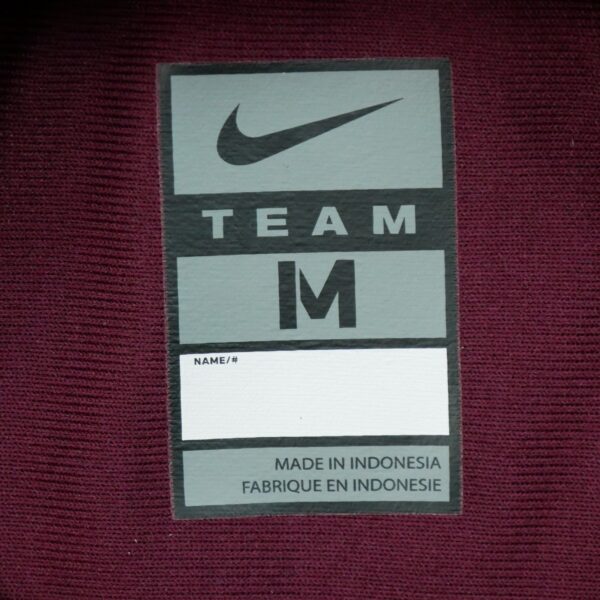 TEAM
M
NAME/#
MADE IN INDONESIA
FABRIQUE EN INDONESIE